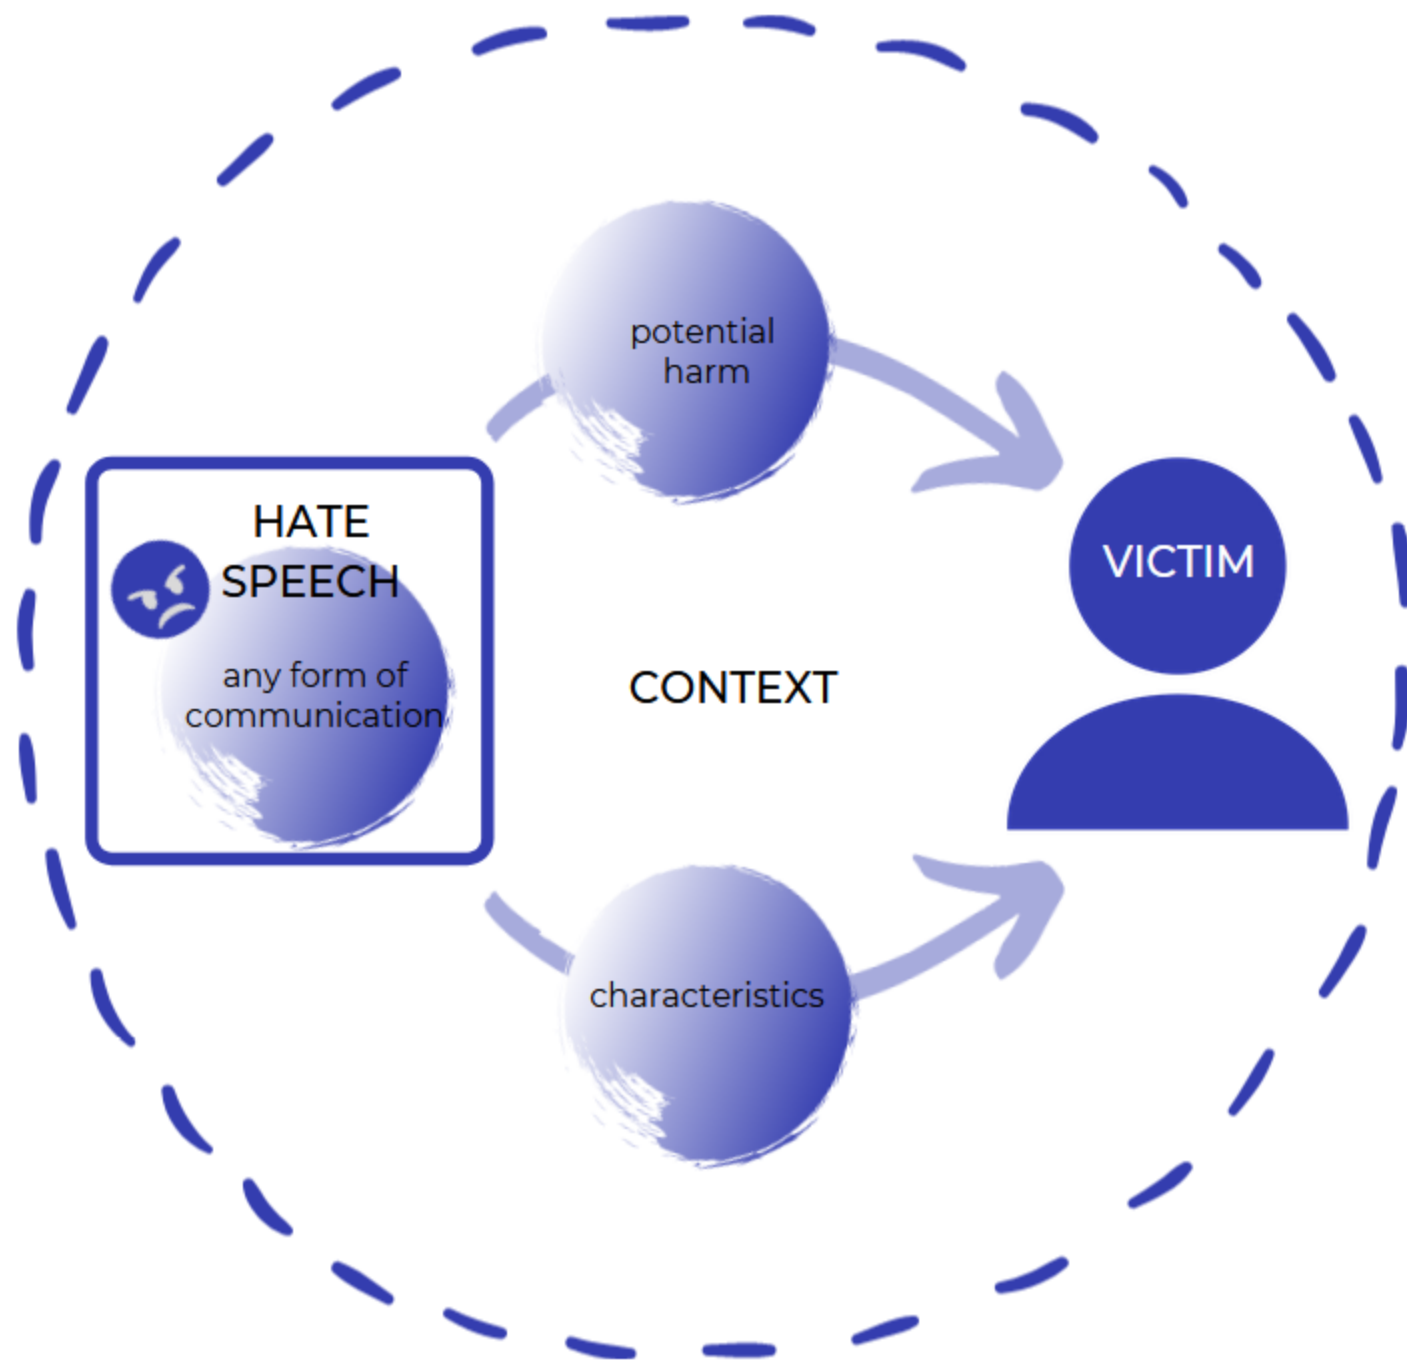 potential
harm
HATE
SPEECH
any form of
communication
VICTIM
CONTEXT
characteristics